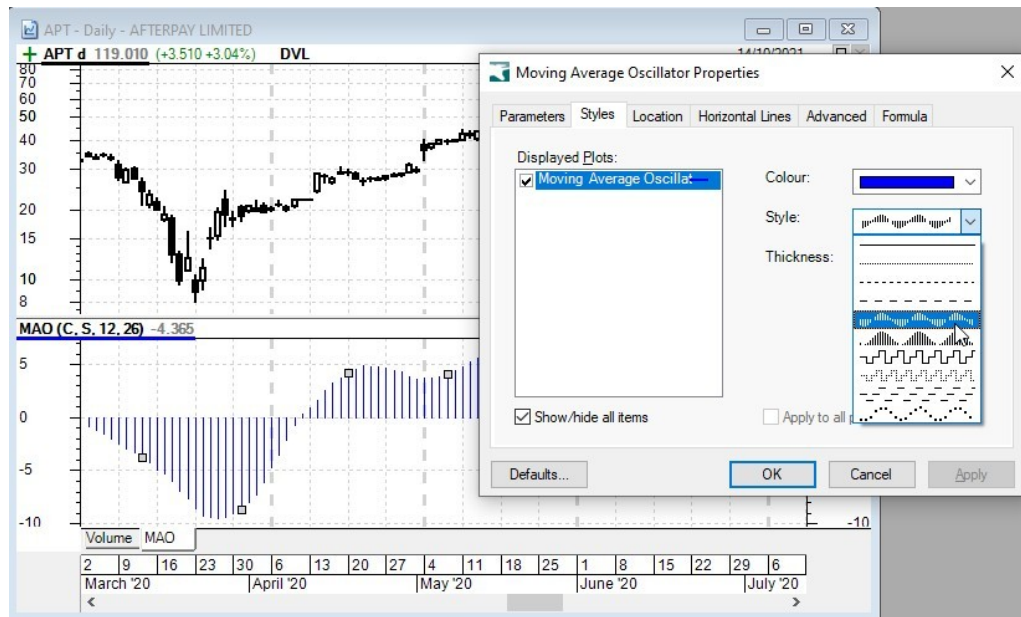 APT - Daily - AFTERPAY LIMITED
APT d 119.010 (+3.510 +3.04%) DVL
14/10/2021
80
70
60
50
40
30
20
15
10
8
MAO (C, S, 12, 26) -4.365
5
0
-5
-10 -10
Volume MAO
2 9 16 23 30 6 13 20 27 4 11 18 25 1 8 15 22 29 6
March '20 April '20 May '20 June '20 July '20
Moving Average Oscillator Properties
Parameters Styles Location Horizontal Lines Advanced Formula
Displayed Plots:
Moving Average Oscillat
Colour:
Style:
Thickness:
Show/hide all items
Apply to all
Defaults... OK Cancel Apply